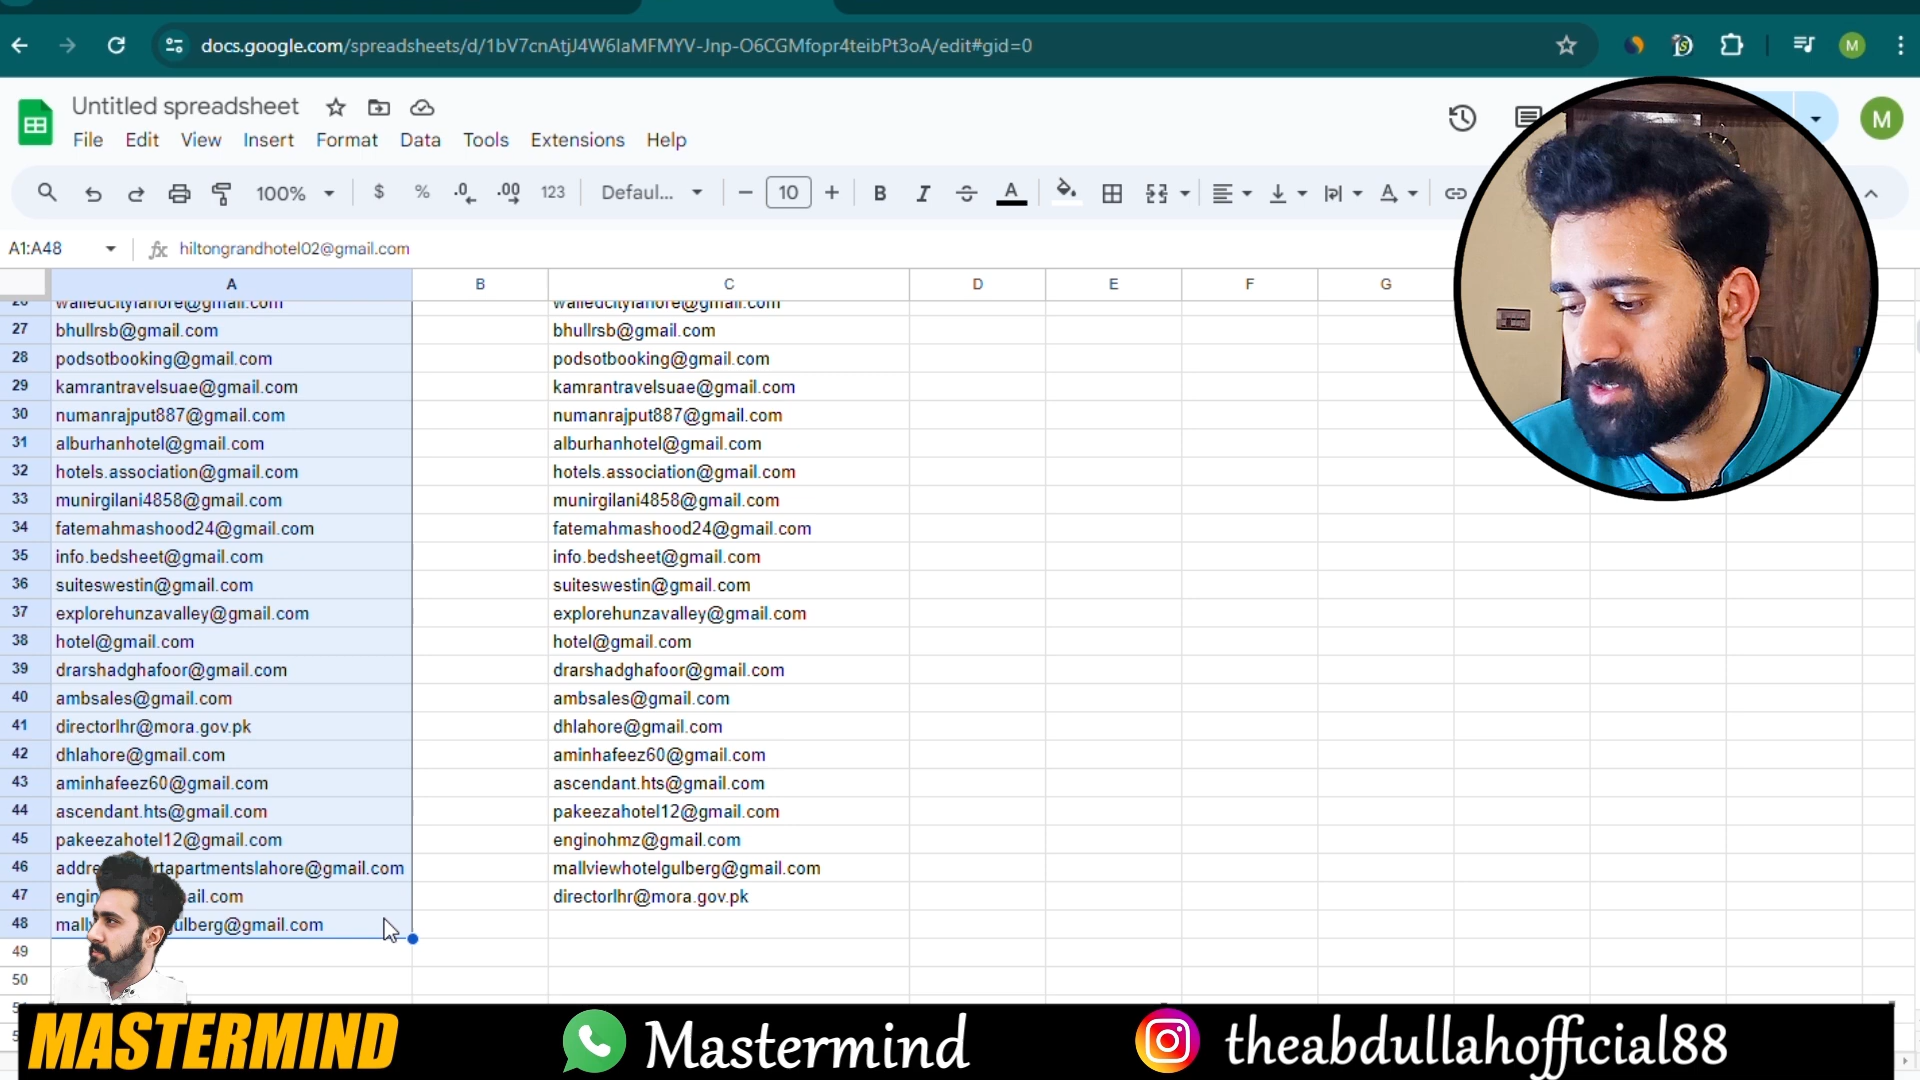 docs.google.com/spreadsheets/d/1bV7cnAtjJ4W6IaMFMYV-Jnp-O6CGMfopr4teibPt3oA/edit#gid=0
M
Untitled spreadsheet
File Edit View Insert Format Data Tools Extensions Help
M
100% $ % .0 .00 123 Defaul... 10 B I S A A
A1:A48 fx hiltongrandhotel02@gmail.com
A B C D E F G
26 walledcitylahore@gmail.com walledcitylahore@gmail.com
27 bhullrsb@gmail.com bhullrsb@gmail.com
28 podsotbooking@gmail.com podsotbooking@gmail.com
29 kamrantravelsuae@gmail.com kamrantravelsuae@gmail.com
30 numanrajput887@gmail.com numanrajput887@gmail.com
31 alburhanhotel@gmail.com alburhanhotel@gmail.com
32 hotels.association@gmail.com hotels.association@gmail.com
33 munirgilani4858@gmail.com munirgilani4858@gmail.com
34 fatemahmashood24@gmail.com fatemahmashood24@gmail.com
35 info.bedsheet@gmail.com info.bedsheet@gmail.com
36 suiteswestin@gmail.com suiteswestin@gmail.com
37 explorehunzavalley@gmail.com explorehunzavalley@gmail.com
38 hotel@gmail.com hotel@gmail.com
39 drarshadghafoor@gmail.com drarshadghafoor@gmail.com
40 ambsales@gmail.com ambsales@gmail.com
41 directorlhr@mora.gov.pk dhlahore@gmail.com
42 dhlahore@gmail.com aminhafeez60@gmail.com
43 aminhafeez60@gmail.com ascendant.hts@gmail.com
44 ascendant.hts@gmail.com pakeezahotel12@gmail.com
45 pakeezahotel12@gmail.com enginohmz@gmail.com
46 mallviewhotelgulberg@gmail.com
47 directorlhr@mora.gov.pk
48
49
50
MASTERMIND Mastermind theabdullahofficial88